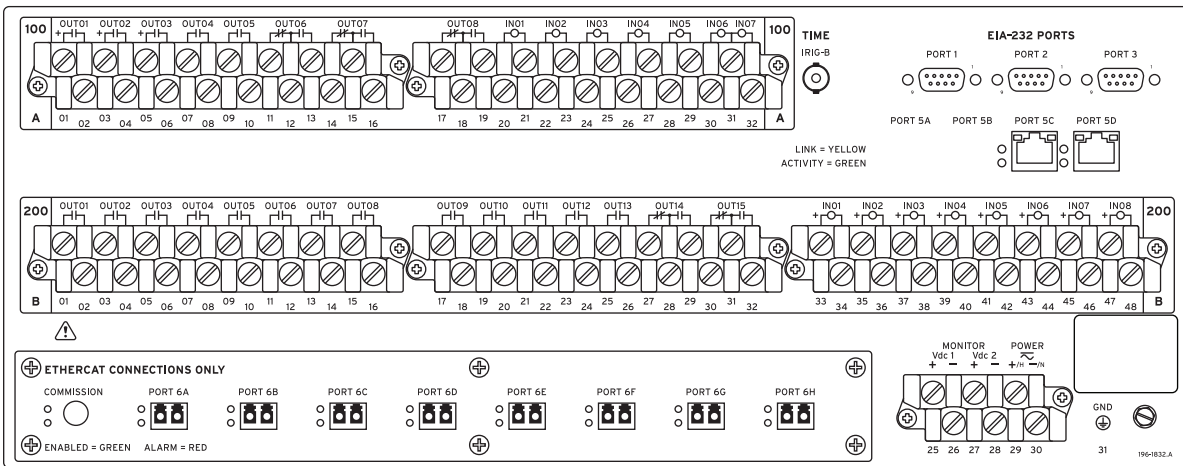 100 OUT01 OUT02 OUT03 OUT04 OUT05 OUT06 OUT07 OUT08 IN01 IN02 IN03 IN04 IN05 IN06 IN07 100
+ + +
A 01 02 03 04 05 06 07 08 09 10 11 12 13 14 15 16 17 18 19 20 21 22 23 24 25 26 27 28 29 30 31 32 A
TIME
IRIG-B
EIA-232 PORTS
PORT 1 PORT 2 PORT 3
1 1 1
9 9 9
PORT 5A PORT 5B PORT 5C PORT 5D
LINK = YELLOW
ACTIVITY = GREEN
200 OUT01 OUT02 OUT03 OUT04 OUT05 OUT06 OUT07 OUT08 OUT09 OUT10 OUT11 OUT12 OUT13 OUT14 OUT15 IN01 IN02 IN03 IN04 IN05 IN06 IN07 IN08 200
+ + + + + + + +
B 01 02 03 04 05 06 07 08 09 10 11 12 13 14 15 16 17 18 19 20 21 22 23 24 25 26 27 28 29 30 31 32 33 34 35 36 37 38 39 40 41 42 43 44 45 46 47 48 B
ETHERCAT CONNECTIONS ONLY
COMMISSION PORT 6A PORT 6B PORT 6C PORT 6D PORT 6E PORT 6F PORT 6G PORT 6H
ENABLED = GREEN ALARM = RED
MONITOR POWER
Vdc 1 Vdc 2
+ − + − +/H −/N
25 26 27 28 29 30
GND
31
196-1832.A